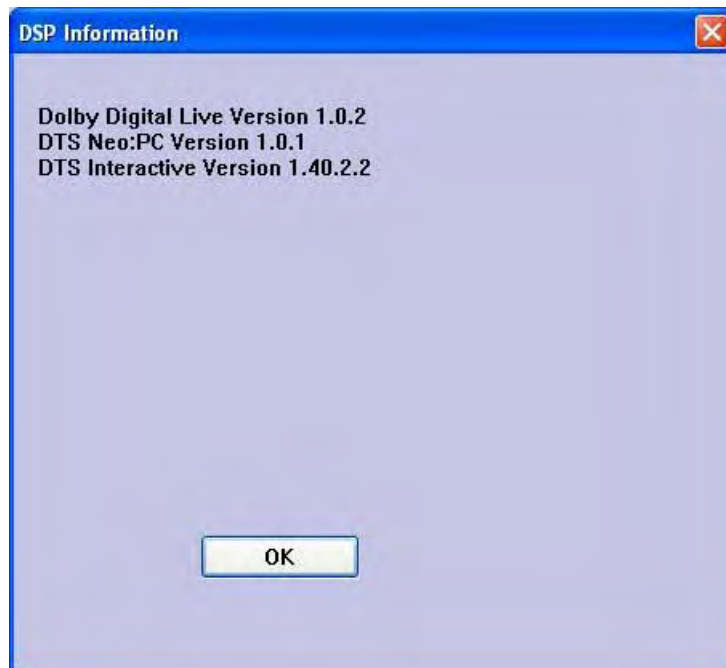 DSP Information
Dolby Digital Live Version 1.0.2
DTS Neo:PC Version 1.0.1
DTS Interactive Version 1.40.2.2
OK